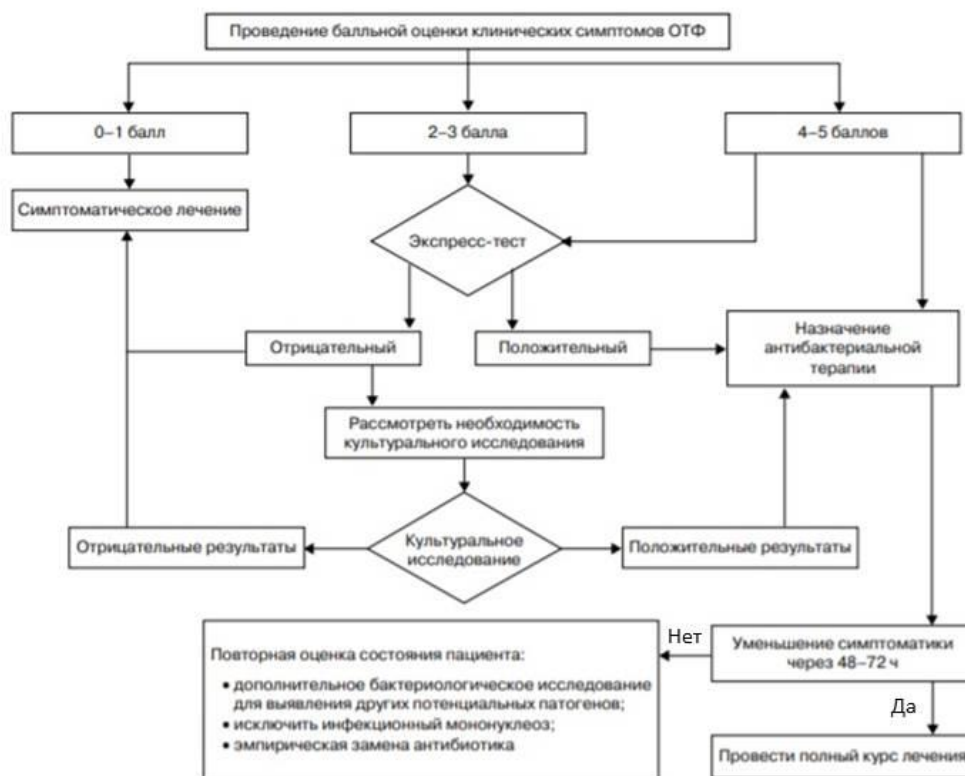 Проведение балльной оценки клинических симптомов ОТФ
0–1 балл
2–3 балла
4–5 баллов
Симптоматическое лечение
Экспресс-тест
Отрицательный
Положительный
Назначение
антибактериальной
терапии
Рассмотреть необходимость
культурального исследования
Отрицательные результаты
Культуральное
исследование
Положительные результаты
Повторная оценка состояния пациента:
• дополнительное бактериологическое исследование
для выявления других потенциальных патогенов;
• исключить инфекционный мононуклеоз;
• эмпирическая замена антибиотика
Нет
Уменьшение симптоматики
через 48–72 ч
Да
Провести полный курс лечения